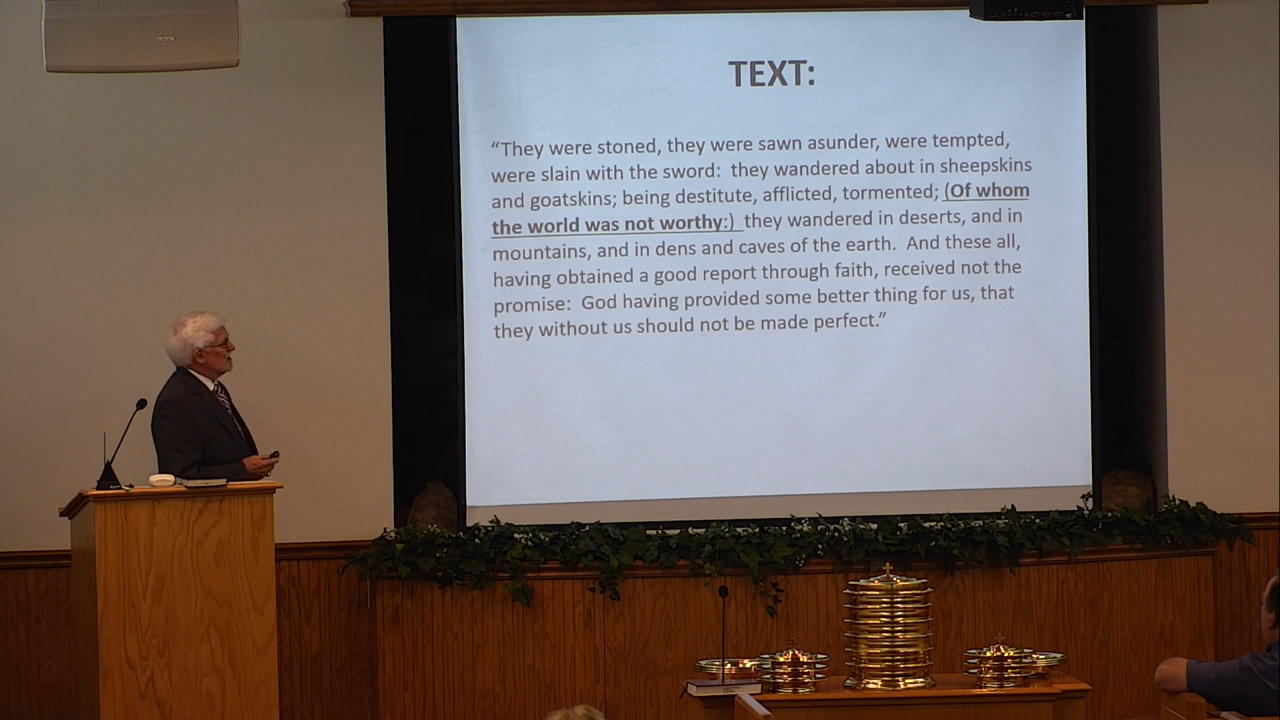 TEXT:
“They were stoned, they were sawn asunder, were tempted,
were slain with the sword:  they wandered about in sheepskins
and goatskins; being destitute, afflicted, tormented; (Of whom
the world was not worthy:)  they wandered in deserts, and in
mountains, and in dens and caves of the earth.  And these all,
having obtained a good report through faith, received not the
promise:  God having provided some better thing for us, that
they without us should not be made perfect.”